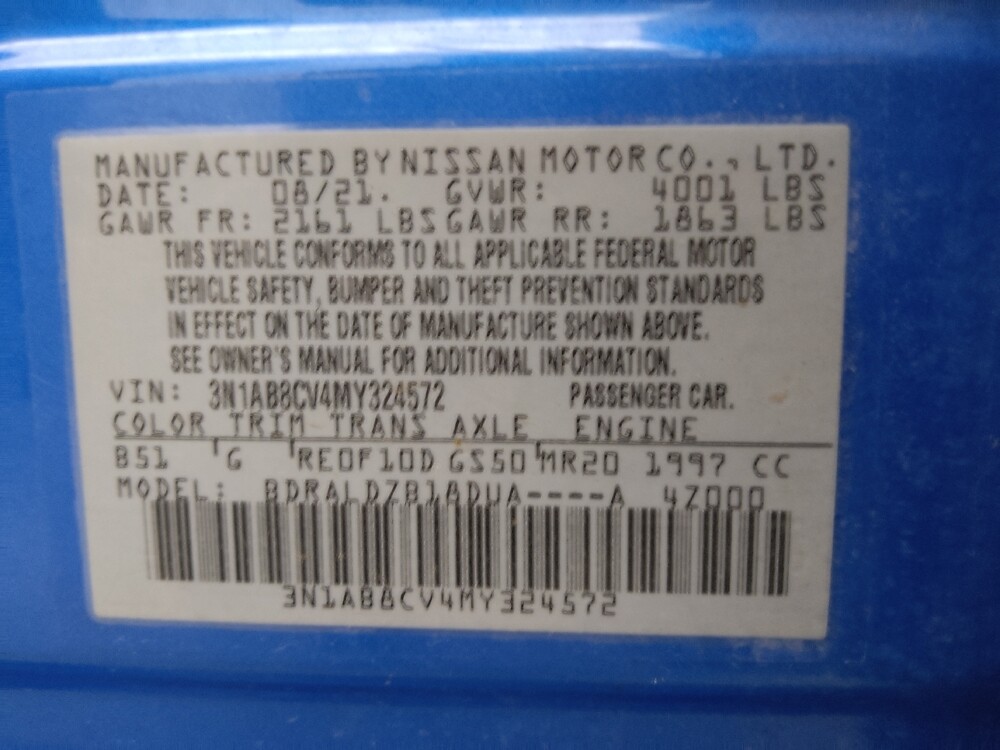 MANUFACTURED BY NISSAN MOTOR CO., LTD.
DATE: 08/21. GVWR: 4001 LBS
GAWR FR: 2161 LBS GAWR RR: 1863 LBS
THIS VEHICLE CONFORMS TO ALL APPLICABLE FEDERAL MOTOR
VEHICLE SAFETY, BUMPER AND THEFT PREVENTION STANDARDS
IN EFFECT ON THE DATE OF MANUFACTURE SHOWN ABOVE.
SEE OWNER'S MANUAL FOR ADDITIONAL INFORMATION.
VIN: 3N1AB8CV4MY324572 PASSENGER CAR.
COLOR TRIM TRANS AXLE ENGINE
B51 G RE0F10D GS50 MR20 1997 CC
MODEL: BDRALDZB18DUA----A 4Z000
3N1AB8CV4MY324572